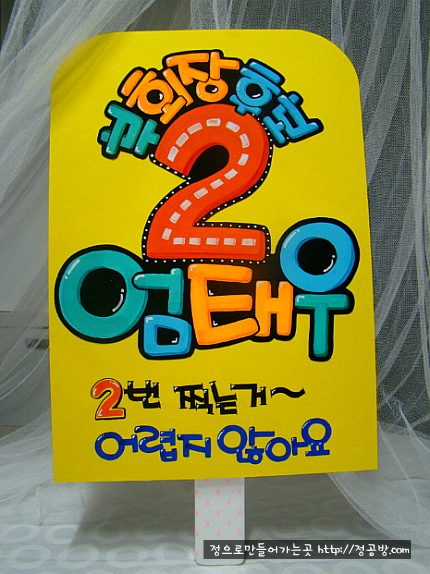 꽈회장후보
2
엄태우
2번 찍는거~
어렵지않아요
정으로만들어가는곳 http://정공방.com